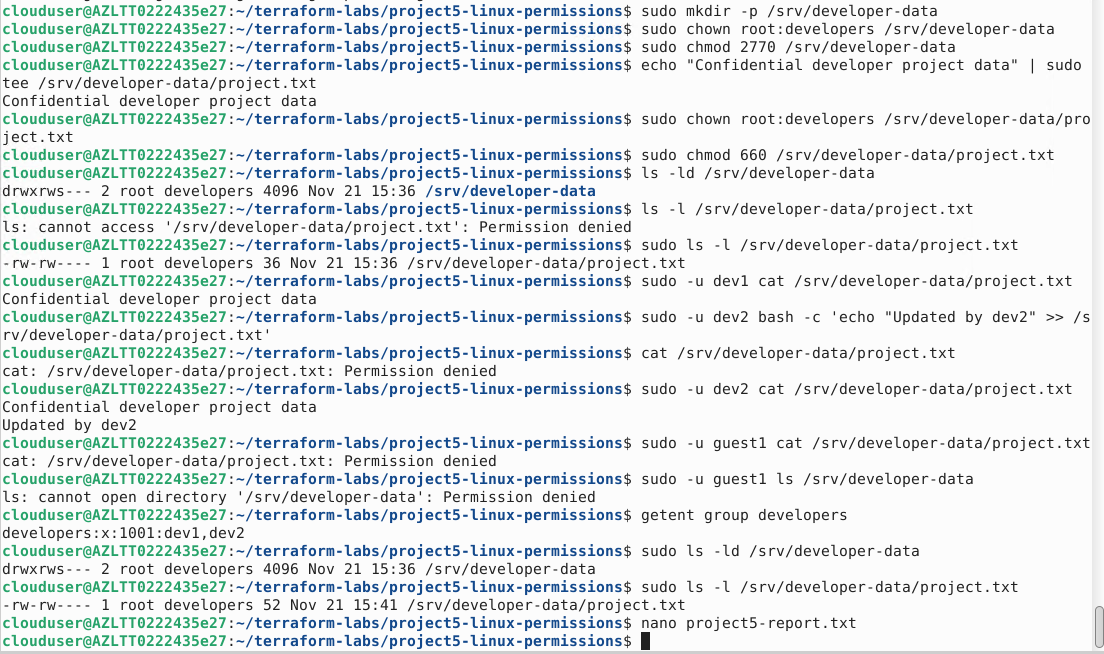 clouduser@AZLTT0222435e27:~/terraform-labs/project5-linux-permissions$ sudo mkdir -p /srv/developer-data
clouduser@AZLTT0222435e27:~/terraform-labs/project5-linux-permissions$ sudo chown root:developers /srv/developer-data
clouduser@AZLTT0222435e27:~/terraform-labs/project5-linux-permissions$ sudo chmod 2770 /srv/developer-data
clouduser@AZLTT0222435e27:~/terraform-labs/project5-linux-permissions$ echo "Confidential developer project data" | sudo
tee /srv/developer-data/project.txt
Confidential developer project data
clouduser@AZLTT0222435e27:~/terraform-labs/project5-linux-permissions$ sudo chown root:developers /srv/developer-data/pro
ject.txt
clouduser@AZLTT0222435e27:~/terraform-labs/project5-linux-permissions$ sudo chmod 660 /srv/developer-data/project.txt
clouduser@AZLTT0222435e27:~/terraform-labs/project5-linux-permissions$ ls -ld /srv/developer-data
drwxrws--- 2 root developers 4096 Nov 21 15:36 /srv/developer-data
clouduser@AZLTT0222435e27:~/terraform-labs/project5-linux-permissions$ ls -l /srv/developer-data/project.txt
ls: cannot access '/srv/developer-data/project.txt': Permission denied
clouduser@AZLTT0222435e27:~/terraform-labs/project5-linux-permissions$ sudo ls -l /srv/developer-data/project.txt
-rw-rw---- 1 root developers 36 Nov 21 15:36 /srv/developer-data/project.txt
clouduser@AZLTT0222435e27:~/terraform-labs/project5-linux-permissions$ sudo -u dev1 cat /srv/developer-data/project.txt
Confidential developer project data
clouduser@AZLTT0222435e27:~/terraform-labs/project5-linux-permissions$ sudo -u dev2 bash -c 'echo "Updated by dev2" >> /s
rv/developer-data/project.txt'
clouduser@AZLTT0222435e27:~/terraform-labs/project5-linux-permissions$ cat /srv/developer-data/project.txt
cat: /srv/developer-data/project.txt: Permission denied
clouduser@AZLTT0222435e27:~/terraform-labs/project5-linux-permissions$ sudo -u dev2 cat /srv/developer-data/project.txt
Confidential developer project data
Updated by dev2
clouduser@AZLTT0222435e27:~/terraform-labs/project5-linux-permissions$ sudo -u guest1 cat /srv/developer-data/project.txt
cat: /srv/developer-data/project.txt: Permission denied
clouduser@AZLTT0222435e27:~/terraform-labs/project5-linux-permissions$ sudo -u guest1 ls /srv/developer-data
ls: cannot open directory '/srv/developer-data': Permission denied
clouduser@AZLTT0222435e27:~/terraform-labs/project5-linux-permissions$ getent group developers
developers:x:1001:dev1,dev2
clouduser@AZLTT0222435e27:~/terraform-labs/project5-linux-permissions$ sudo ls -ld /srv/developer-data
drwxrws--- 2 root developers 4096 Nov 21 15:36 /srv/developer-data
clouduser@AZLTT0222435e27:~/terraform-labs/project5-linux-permissions$ sudo ls -l /srv/developer-data/project.txt
-rw-rw---- 1 root developers 52 Nov 21 15:41 /srv/developer-data/project.txt
clouduser@AZLTT0222435e27:~/terraform-labs/project5-linux-permissions$ nano project5-report.txt
clouduser@AZLTT0222435e27:~/terraform-labs/project5-linux-permissions$